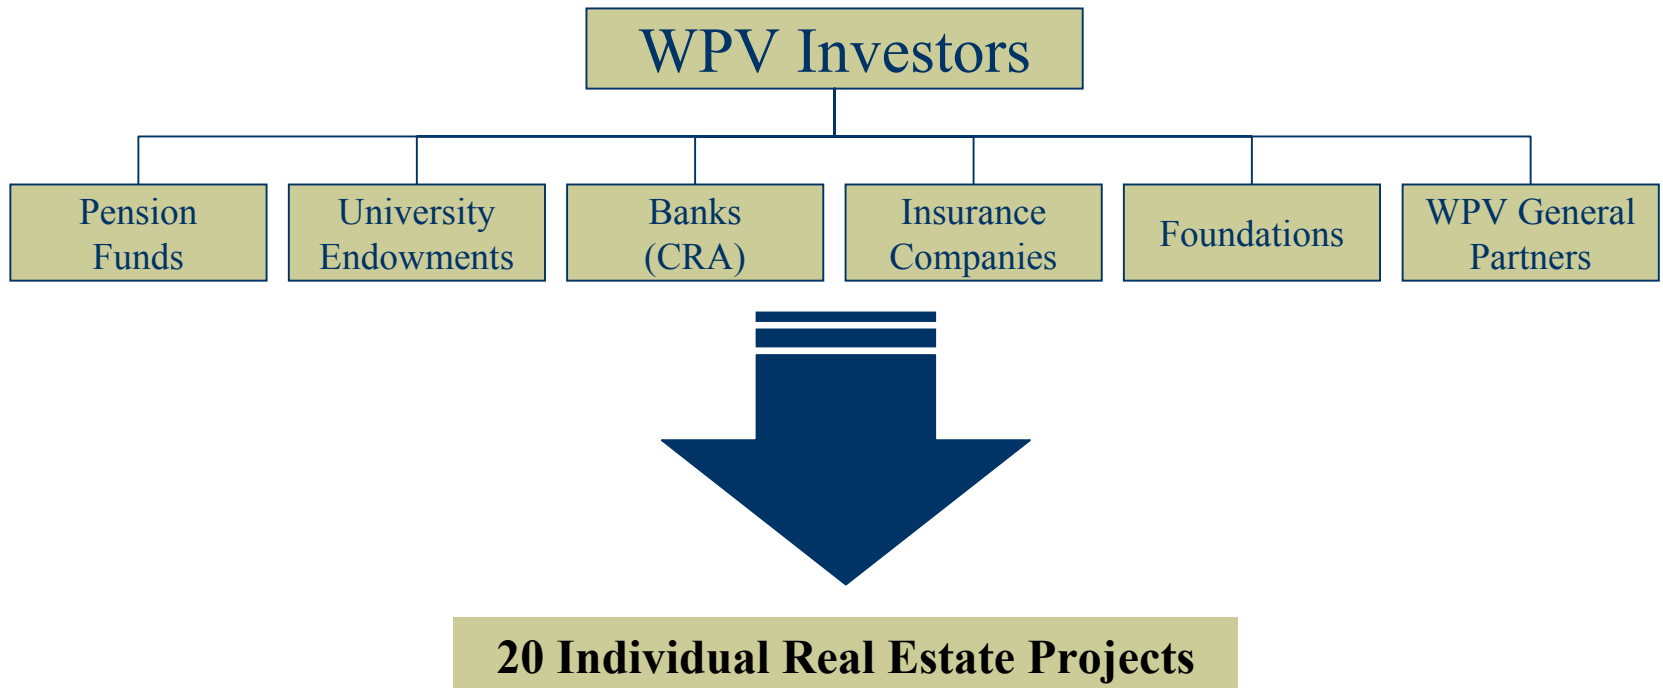 WPV Investors
Pension
Funds
University
Endowments
Banks
(CRA)
Insurance
Companies
Foundations
WPV General
Partners
20 Individual Real Estate Projects